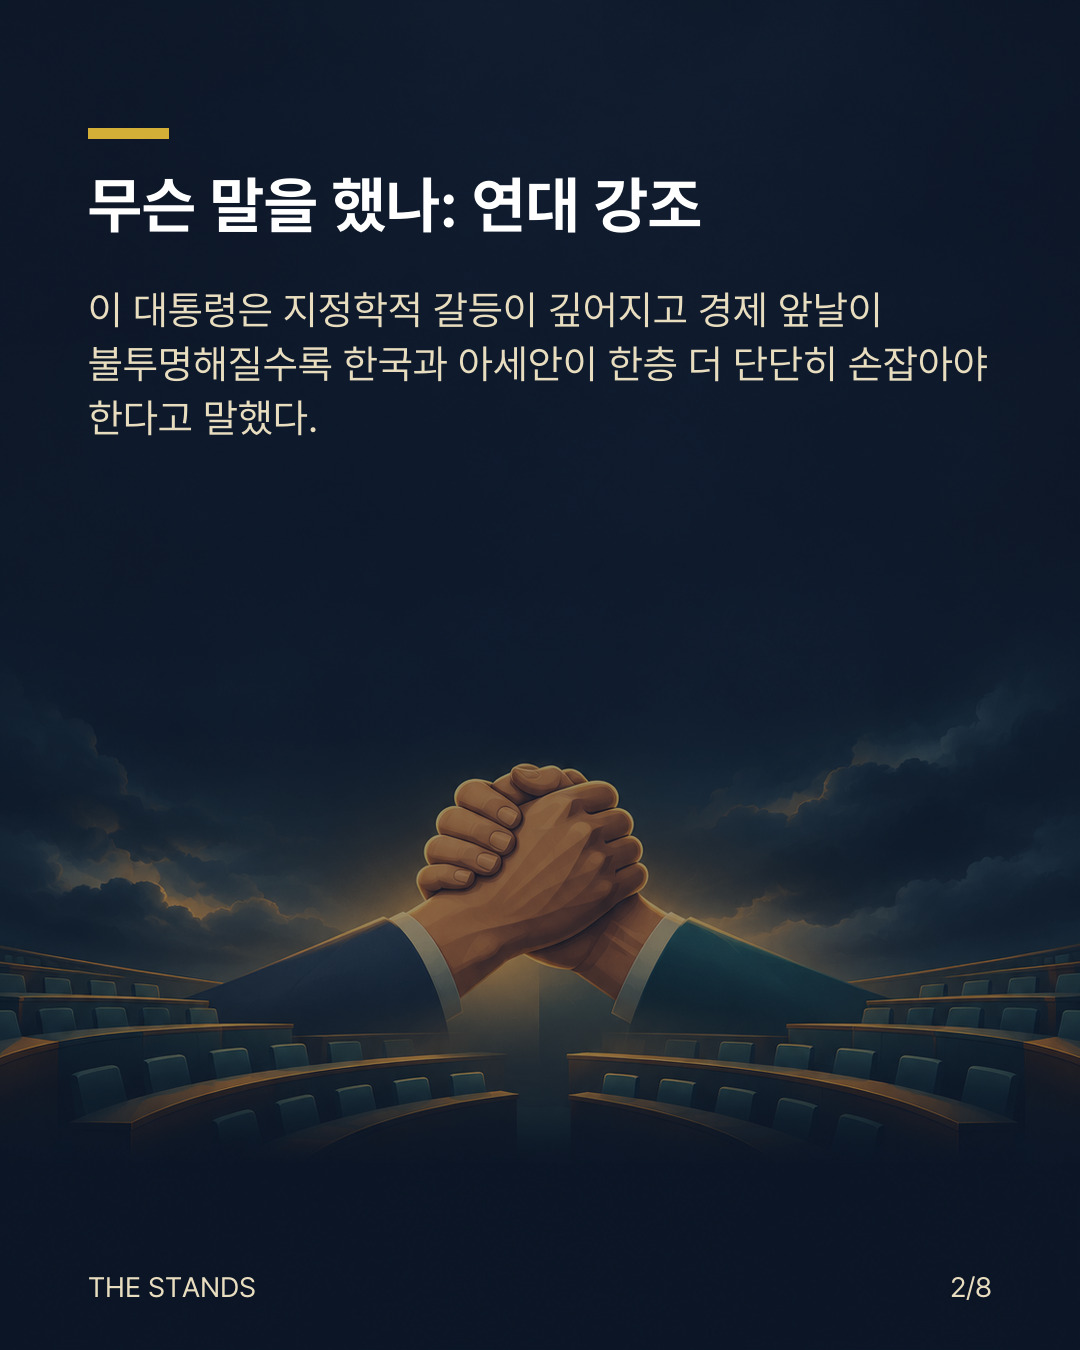 무슨 말을 했나: 연대 강조
이 대통령은 지정학적 갈등이 깊어지고 경제 앞날이
불투명해질수록 한국과 아세안이 한층 더 단단히 손잡아야
한다고 말했다.
THE STANDS
2/8